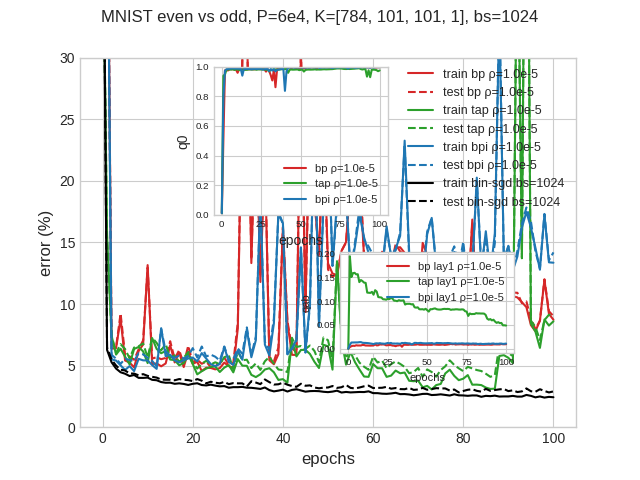 MNIST even vs odd, P=6e4, K=[784, 101, 101, 1], bs=1024
error (%)
30
25
20
15
10
5
0
0
20
40
60
80
100
epochs
train bp ρ=1.0e-5
test bp ρ=1.0e-5
train tap ρ=1.0e-5
test tap ρ=1.0e-5
train bpi ρ=1.0e-5
test bpi ρ=1.0e-5
train bin-sgd bs=1024
test bin-sgd bs=1024
q0
1.0
0.8
0.6
0.4
0.2
0.0
0
25
50
75
100
epochs
bp ρ=1.0e-5
tap ρ=1.0e-5
bpi ρ=1.0e-5
0.20
0.15
0.10
0.05
0.00
0
25
50
75
100
epochs
bp lay1 ρ=1.0e-5
tap lay1 ρ=1.0e-5
bpi lay1 ρ=1.0e-5